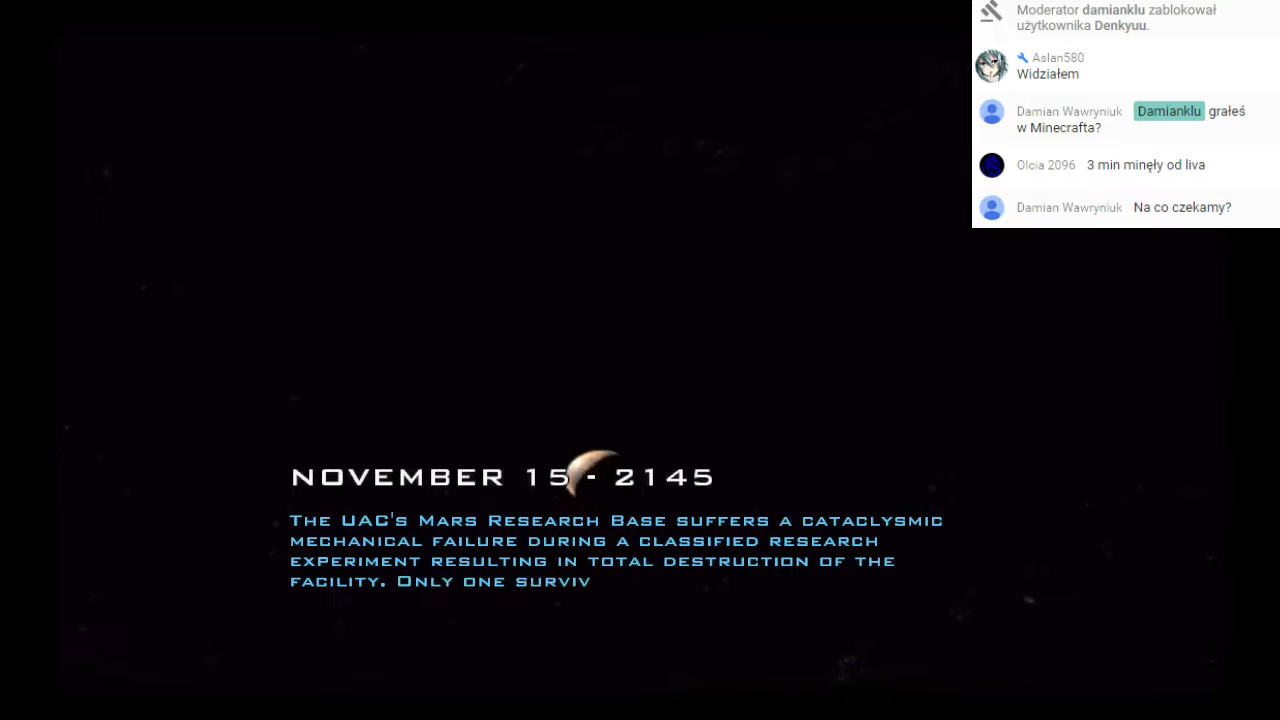 Moderator damianklu zablokował
użytkownika Denkyuu.
Aslan580
Widziałem
Damian Wawryniuk Damianklu grałeś
w Minecrafta?
Olcia 2096 3 min minęły od liva
Damian Wawryniuk Na co czekamy?
NOVEMBER 15 - 2145
THE UAC'S MARS RESEARCH BASE SUFFERS A CATACLYSMIC
MECHANICAL FAILURE DURING A CLASSIFIED RESEARCH
EXPERIMENT RESULTING IN TOTAL DESTRUCTION OF THE
FACILITY. ONLY ONE SURVIV